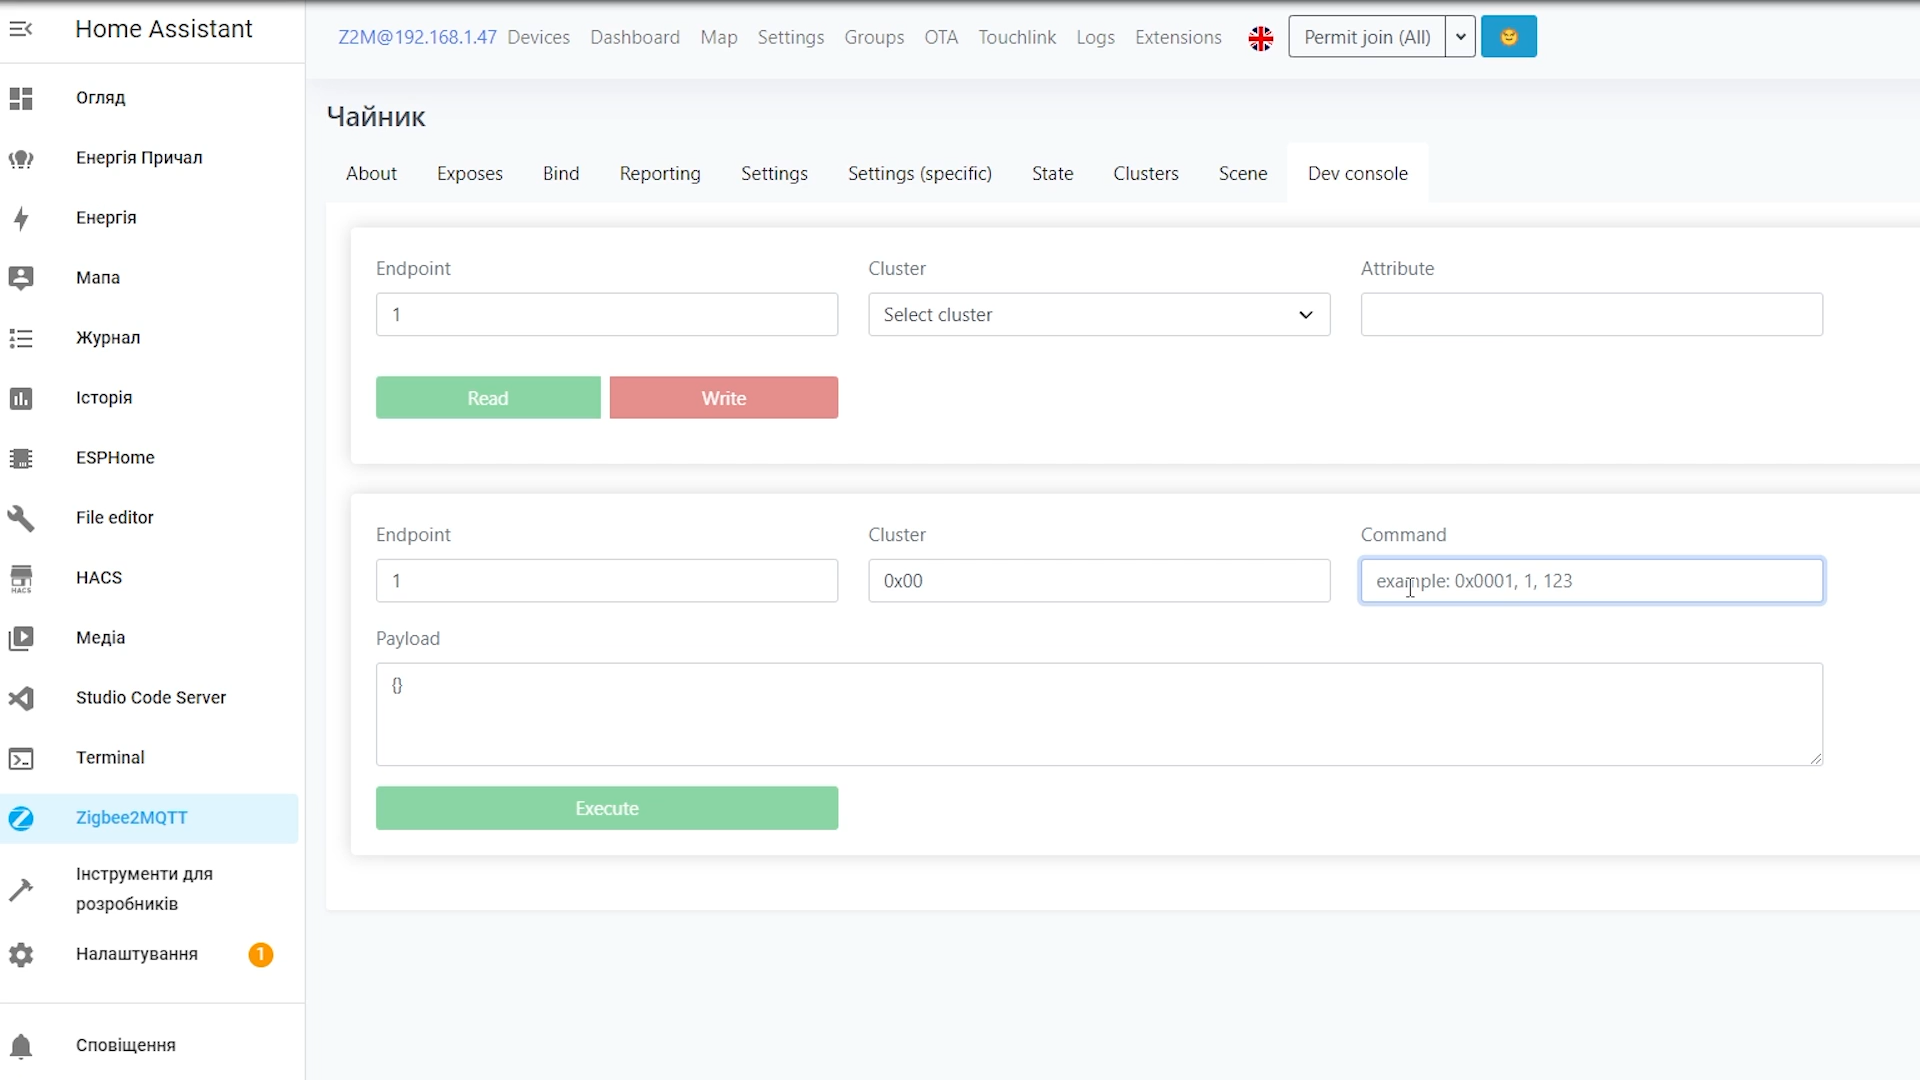 Home Assistant
Огляд
Енергія Причал
Енергія
Мапа
Журнал
Історія
ESPHome
File editor
HACS
HACS
Медіа
Studio Code Server
Terminal
Zigbee2MQTT
Інструменти для
розробників
Налаштування 1
Сповіщення
Z2M@192.168.1.47 Devices Dashboard Map Settings Groups OTA Touchlink Logs Extensions Permit join (All)
Чайник
About Exposes Bind Reporting Settings Settings (specific) State Clusters Scene Dev console
Endpoint Cluster Attribute
1 Select cluster
Read Write
Endpoint Cluster Command
1 0x00 example: 0x0001, 1, 123
Payload
{}
Execute